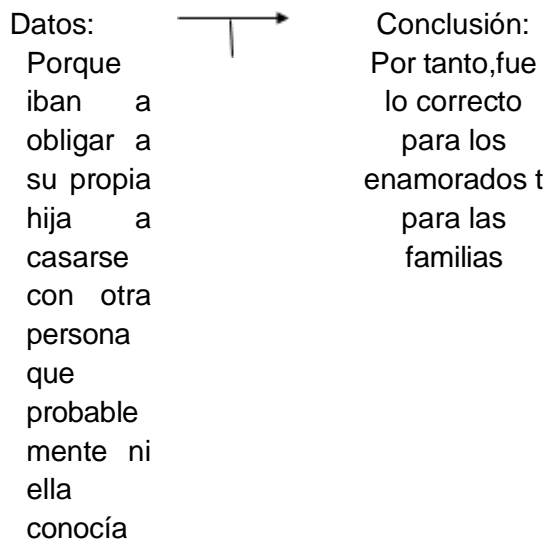 Datos:
Porque
iban a
obligar a
su propia
hija a
casarse
con otra
persona
que
probable
mente ni
ella
conocía
Conclusión:
Por tanto,fue
lo correcto
para los
enamorados t
para las
familias